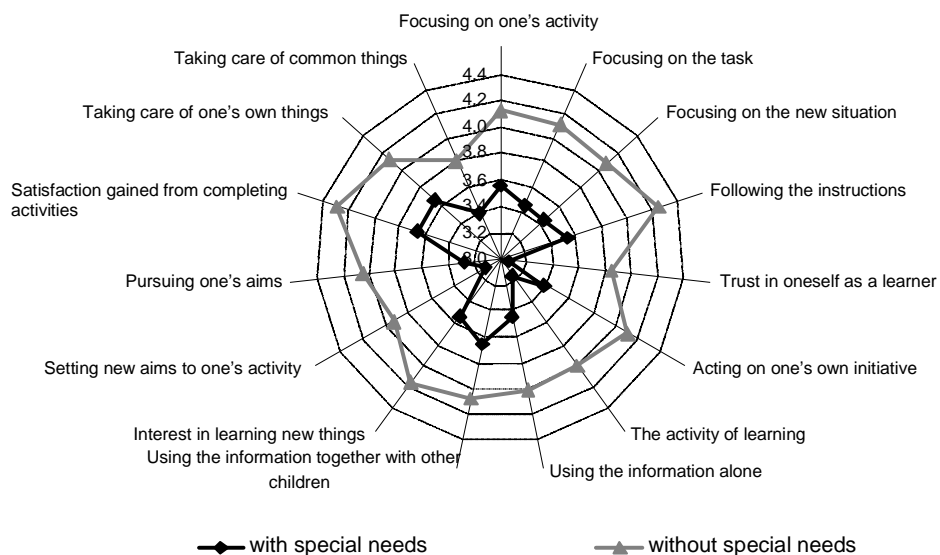 Focusing on one's activity
Taking care of common things
Focusing on the task
4.4
4.2
Taking care of one's own things
Focusing on the new situation
4.0
3.8
3.6
Satisfaction gained from completing
activities
Following the instructions
3.4
3.2
3.0
Pursuing one's aims
Trust in oneself as a learner
Setting new aims to one's activity
Acting on one's own initiative
Interest in learning new things
The activity of learning
Using the information together with other
children
Using the information alone
with special needs
without special needs